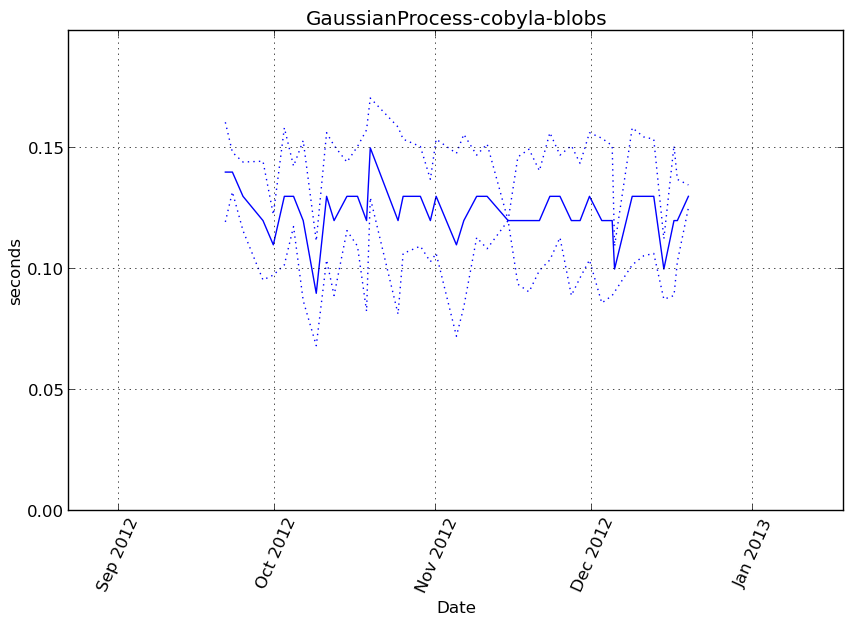 GaussianProcess-cobyla-blobs
seconds
0.15
0.10
0.05
0.00
Sep 2012
Oct 2012
Nov 2012
Dec 2012
Jan 2013
Date